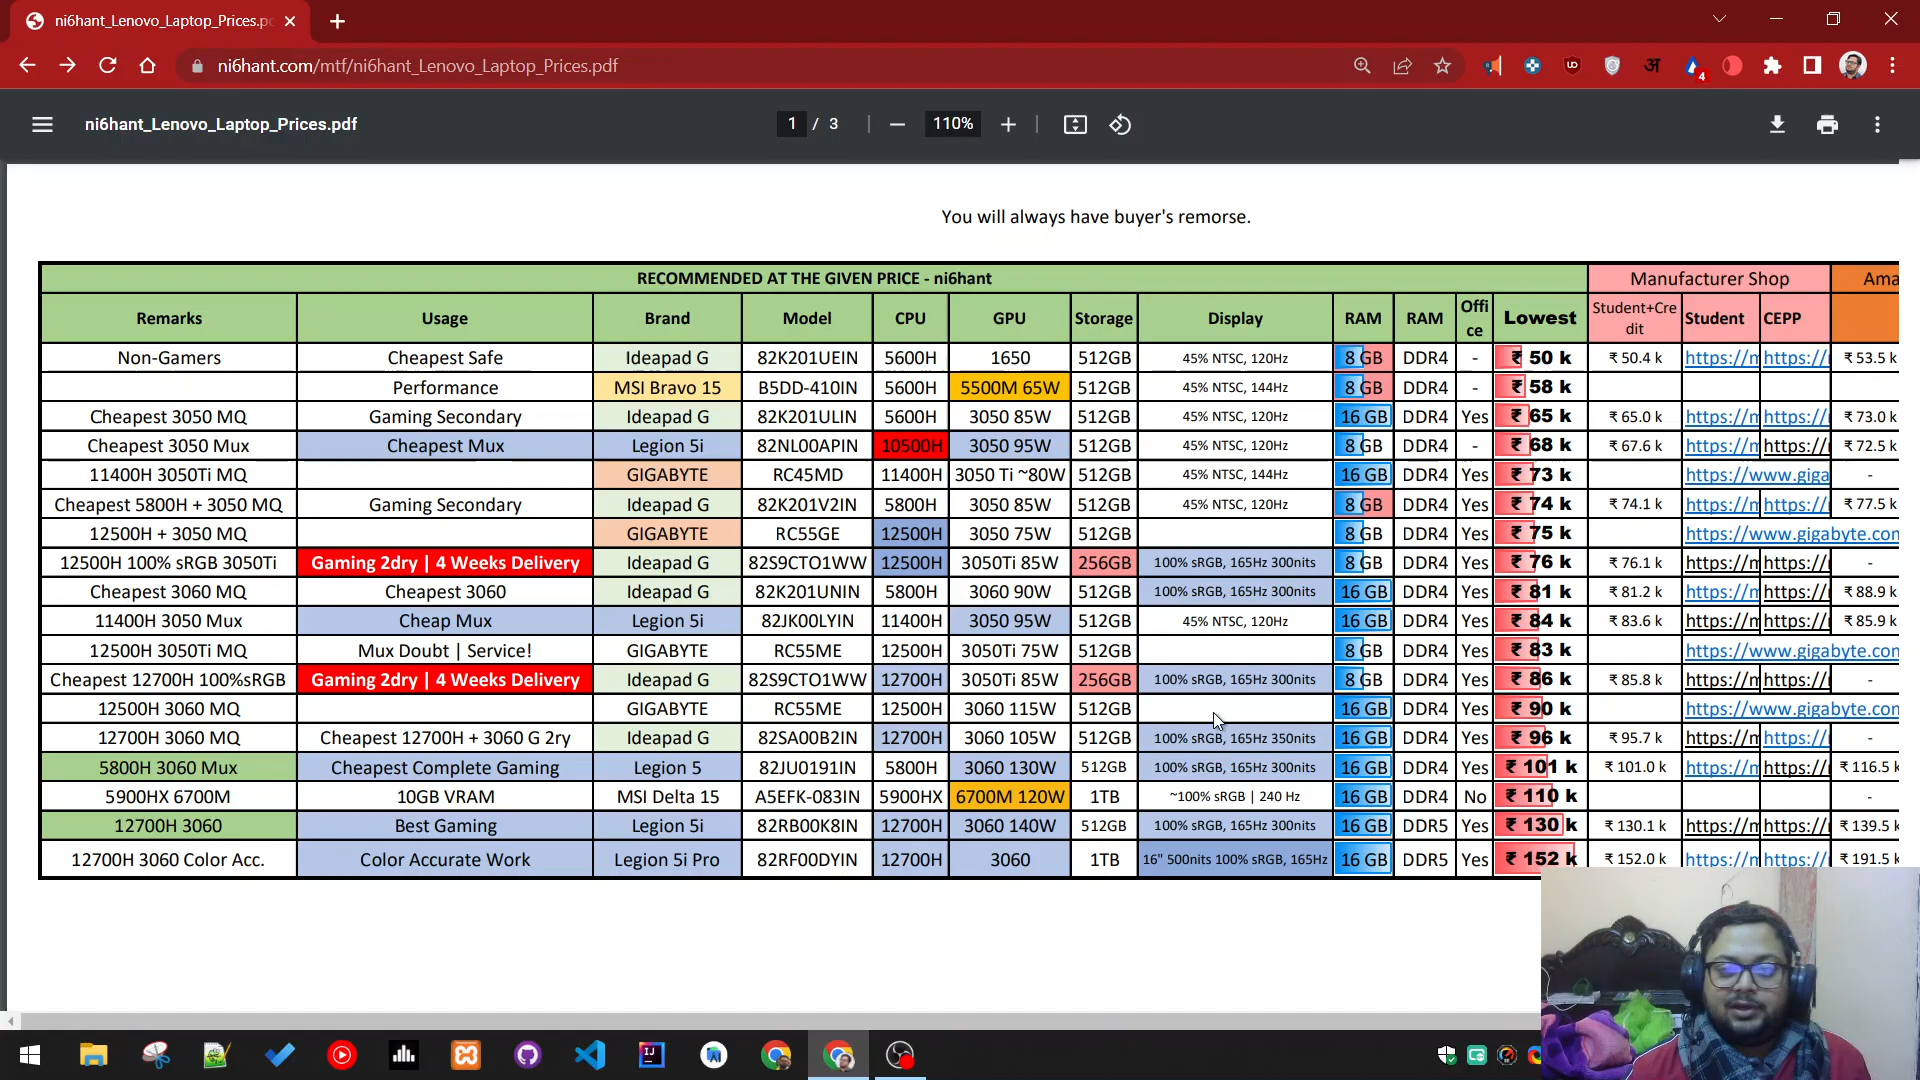 ni6hant_Lenovo_Laptop_Prices.p
ni6hant.com/mtf/ni6hant_Lenovo_Laptop_Prices.pdf
ni6hant_Lenovo_Laptop_Prices.pdf 1 / 3 110%
You will always have buyer's remorse.
RECOMMENDED AT THE GIVEN PRICE - ni6hant Manufacturer Shop Ama
Remarks Usage Brand Model CPU GPU Storage Display RAM RAM Office Lowest Student+Credit Student CEPP
Non-Gamers Cheapest Safe Ideapad G 82K201UEIN 5600H 1650 512GB 45% NTSC, 120Hz 8 GB DDR4 - ₹ 50 k ₹ 50.4 k https://m https:// ₹ 53.5 k
Performance MSI Bravo 15 B5DD-410IN 5600H 5500M 65W 512GB 45% NTSC, 144Hz 8 GB DDR4 - ₹ 58 k
Cheapest 3050 MQ Gaming Secondary Ideapad G 82K201ULIN 5600H 3050 85W 512GB 45% NTSC, 120Hz 16 GB DDR4 Yes ₹ 65 k ₹ 65.0 k https://m https:// ₹ 73.0 k
Cheapest 3050 Mux Cheapest Mux Legion 5i 82NL00APIN 10500H 3050 95W 512GB 45% NTSC, 120Hz 8 GB DDR4 - ₹ 68 k ₹ 67.6 k https://m https:// ₹ 72.5 k
11400H 3050Ti MQ GIGABYTE RC45MD 11400H 3050 Ti ~80W 512GB 45% NTSC, 144Hz 16 GB DDR4 Yes ₹ 73 k https://www.giga -
Cheapest 5800H + 3050 MQ Gaming Secondary Ideapad G 82K201V2IN 5800H 3050 85W 512GB 45% NTSC, 120Hz 8 GB DDR4 Yes ₹ 74 k ₹ 74.1 k https://m https:// ₹ 77.5 k
12500H + 3050 MQ GIGABYTE RC55GE 12500H 3050 75W 512GB 8 GB DDR4 Yes ₹ 75 k https://www.gigabyte.con
12500H 100% sRGB 3050Ti Gaming 2dry | 4 Weeks Delivery Ideapad G 82S9CTO1WW 12500H 3050Ti 85W 256GB 100% sRGB, 165Hz 300nits 8 GB DDR4 Yes ₹ 76 k ₹ 76.1 k https://m https:// -
Cheapest 3060 MQ Cheapest 3060 Ideapad G 82K201UNIN 5800H 3060 90W 512GB 100% sRGB, 165Hz 300nits 16 GB DDR4 Yes ₹ 81 k ₹ 81.2 k https://m https:// ₹ 88.9 k
11400H 3050 Mux Cheap Mux Legion 5i 82JK00LYIN 11400H 3050 95W 512GB 45% NTSC, 120Hz 16 GB DDR4 Yes ₹ 84 k ₹ 83.6 k https://m https:// ₹ 85.9 k
12500H 3050Ti MQ Mux Doubt | Service! GIGABYTE RC55ME 12500H 3050Ti 75W 512GB 8 GB DDR4 Yes ₹ 83 k https://www.gigabyte.con
Cheapest 12700H 100%sRGB Gaming 2dry | 4 Weeks Delivery Ideapad G 82S9CTO1WW 12700H 3050Ti 85W 256GB 100% sRGB, 165Hz 300nits 8 GB DDR4 Yes ₹ 86 k ₹ 85.8 k https://m https:// -
12500H 3060 MQ GIGABYTE RC55ME 12500H 3060 115W 512GB 16 GB DDR4 Yes ₹ 90 k https://www.gigabyte.con
12700H 3060 MQ Cheapest 12700H + 3060 G 2ry Ideapad G 82SA00B2IN 12700H 3060 105W 512GB 100% sRGB, 165Hz 350nits 16 GB DDR4 Yes ₹ 96 k ₹ 95.7 k https://m https:// -
5800H 3060 Mux Cheapest Complete Gaming Legion 5 82JU0191IN 5800H 3060 130W 512GB 100% sRGB, 165Hz 300nits 16 GB DDR4 Yes ₹ 101 k ₹ 101.0 k https://m https:// ₹ 116.5 k
5900HX 6700M 10GB VRAM MSI Delta 15 A5EFK-083IN 5900HX 6700M 120W 1TB ~100% sRGB | 240 Hz 16 GB DDR4 No ₹ 110 k -
12700H 3060 Best Gaming Legion 5i 82RB00K8IN 12700H 3060 140W 512GB 100% sRGB, 165Hz 300nits 16 GB DDR5 Yes ₹ 130 k ₹ 130.1 k https://m https:// ₹ 139.5 k
12700H 3060 Color Acc. Color Accurate Work Legion 5i Pro 82RF00DYIN 12700H 3060 1TB 16" 500nits 100% sRGB, 165Hz 16 GB DDR5 Yes ₹ 152 k ₹ 152.0 k https://m https:// ₹ 191.5 k